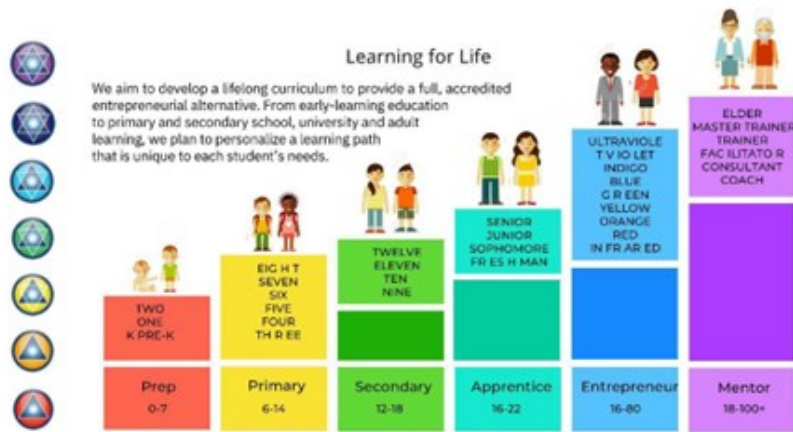 Learning for Life
We aim to develop a lifelong curriculum to provide a full, accredited
entrepreneurial alternative. From early-learning education
to primary and secondary school, university and adult
learning, we plan to personalize a learning path
that is unique to each student's needs.
TWO
ONE
K PRE-K
Prep
0-7
EIG H T
SEVEN
SIX
FIVE
FOUR
TH R EE
Primary
6-14
TWELVE
ELEVEN
TEN
NINE
Secondary
12-18
SENIOR
JUNIOR
SOPHOMORE
FR ES H MAN
Apprentice
16-22
ULTRAVIOLE
T V IO LET
INDIGO
BLUE
G R EEN
YELLOW
ORANGE
RED
IN FR AR ED
Entrepreneur
16-80
ELDER
MASTER TRAINER
TRAINER
FAC ILITATO R
CONSULTANT
COACH
Mentor
18-100+